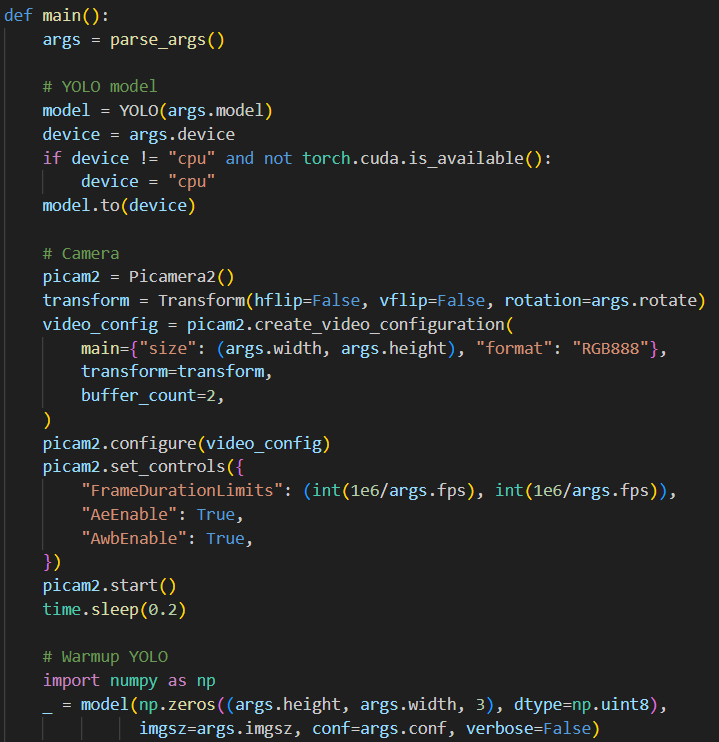 def main():
    args = parse_args()

    # YOLO model
    model = YOLO(args.model)
    device = args.device
    if device != "cpu" and not torch.cuda.is_available():
        device = "cpu"
    model.to(device)

    # Camera
    picam2 = Picamera2()
    transform = Transform(hflip=False, vflip=False, rotation=args.rotate)
    video_config = picam2.create_video_configuration(
        main={"size": (args.width, args.height), "format": "RGB888"},
        transform=transform,
        buffer_count=2,
    )
    picam2.configure(video_config)
    picam2.set_controls({
        "FrameDurationLimits": (int(1e6/args.fps), int(1e6/args.fps)),
        "AeEnable": True,
        "AwbEnable": True,
    })
    picam2.start()
    time.sleep(0.2)

    # Warmup YOLO
    import numpy as np
    _ = model(np.zeros((args.height, args.width, 3), dtype=np.uint8),
              imgsz=args.imgsz, conf=args.conf, verbose=False)